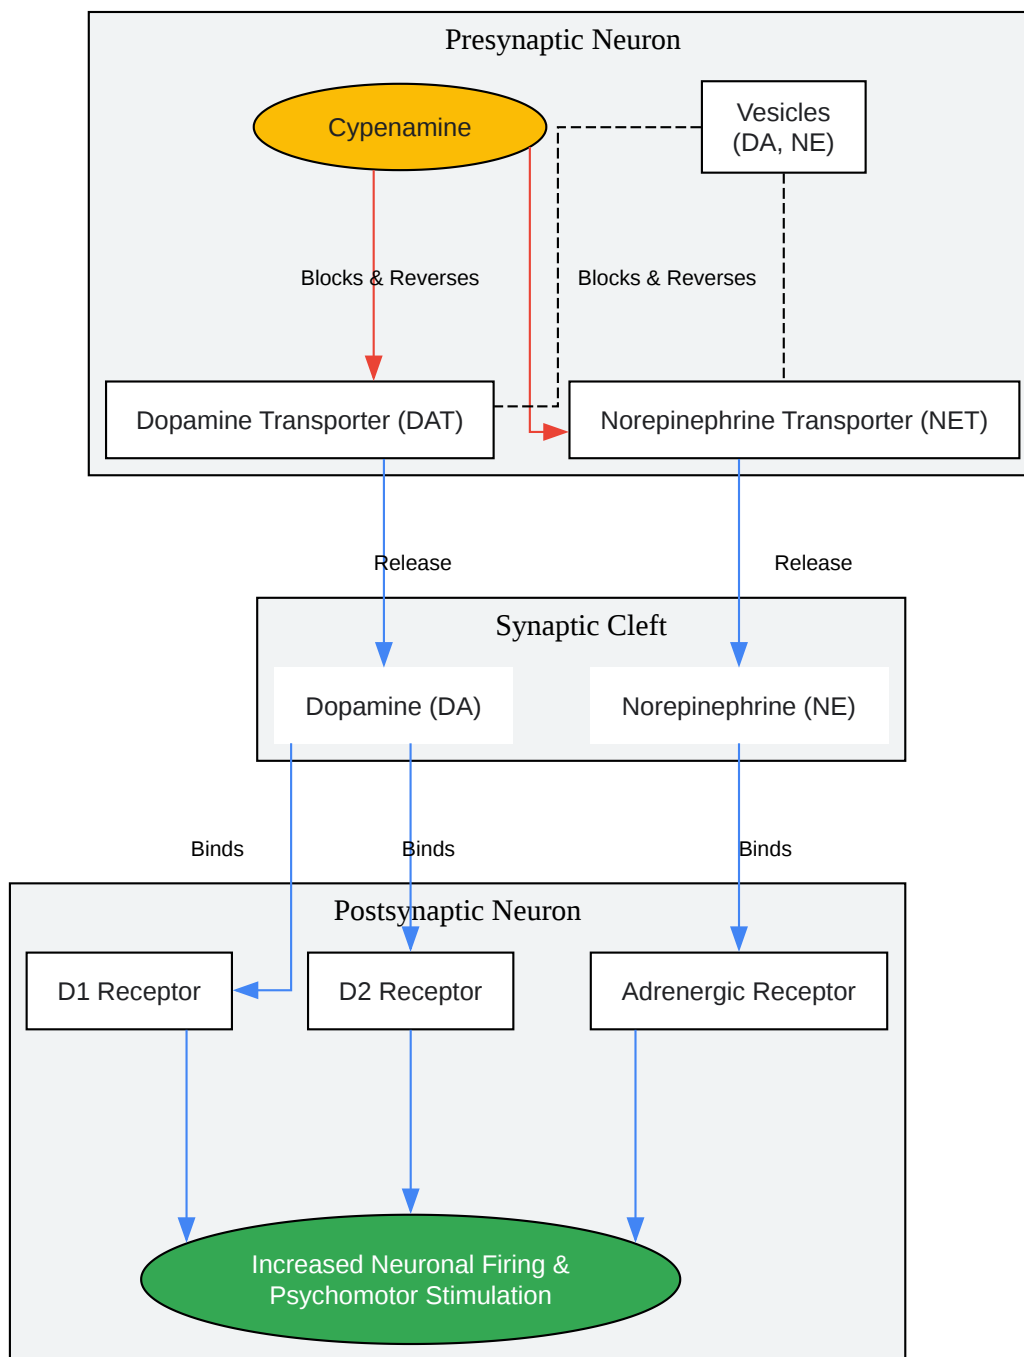 Presynaptic Neuron
Cypenamine
Vesicles
(DA, NE)
Blocks & Reverses
Blocks & Reverses
Dopamine Transporter (DAT)
Norepinephrine Transporter (NET)
Release
Release
Synaptic Cleft
Dopamine (DA)
Norepinephrine (NE)
Binds
Binds
Binds
Postsynaptic Neuron
D1 Receptor
D2 Receptor
Adrenergic Receptor
Increased Neuronal Firing &
Psychomotor Stimulation